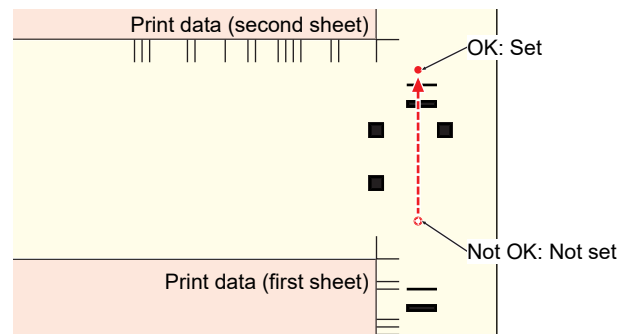 Print data (second sheet)
OK: Set
Not OK: Not set
Print data (first sheet)